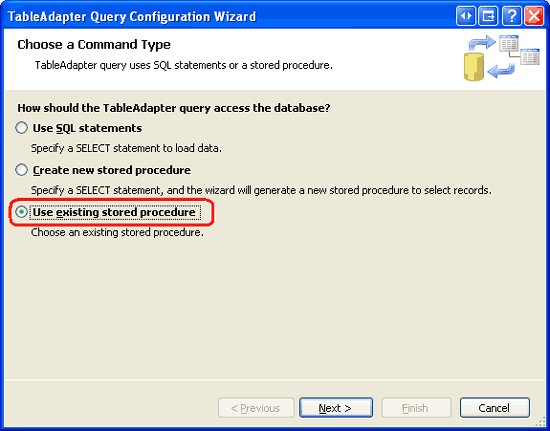 TableAdapter Query Configuration Wizard
Choose a Command Type
TableAdapter query uses SQL statements or a stored procedure.
How should the TableAdapter query access the database?
Use SQL statements
Specify a SELECT statement to load data.
Create new stored procedure
Specify a SELECT statement, and the wizard will generate a new stored procedure to select records.
Use existing stored procedure
Choose an existing stored procedure.
< Previous Next > Finish Cancel